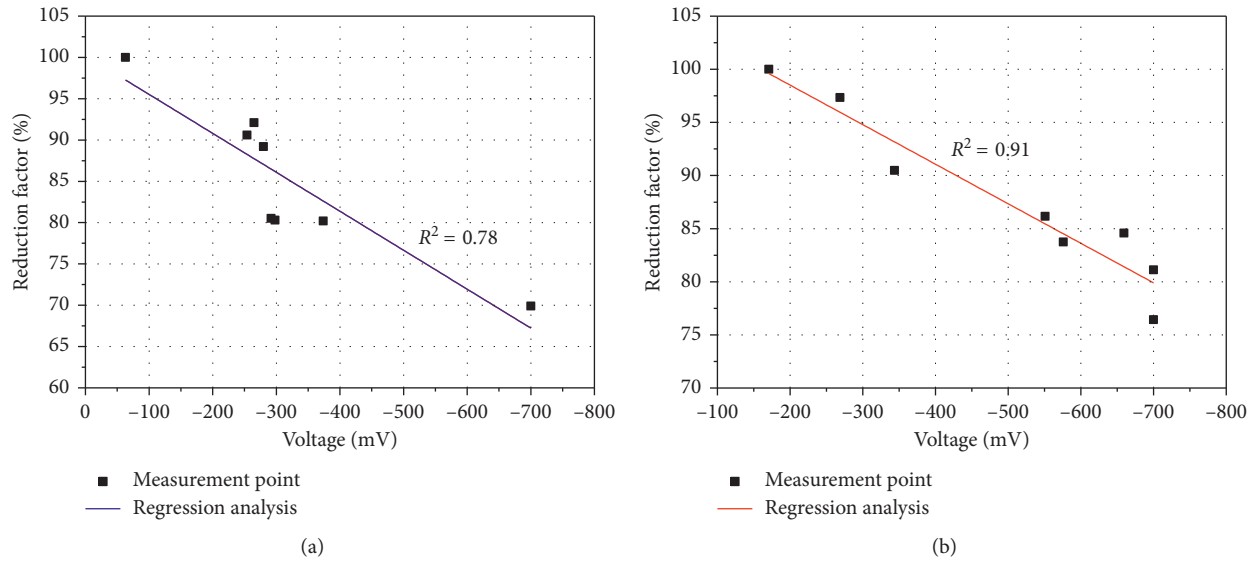 105
100
95
90
85
80
75
70
65
60
Reduction factor (%)
R² = 0.78
0 −100 −200 −300 −400 −500 −600 −700 −800
Voltage (mV)
Measurement point
Regression analysis
(a)
105
100
95
90
85
80
75
70
Reduction factor (%)
R² = 0.91
−100 −200 −300 −400 −500 −600 −700 −800
Voltage (mV)
Measurement point
Regression analysis
(b)